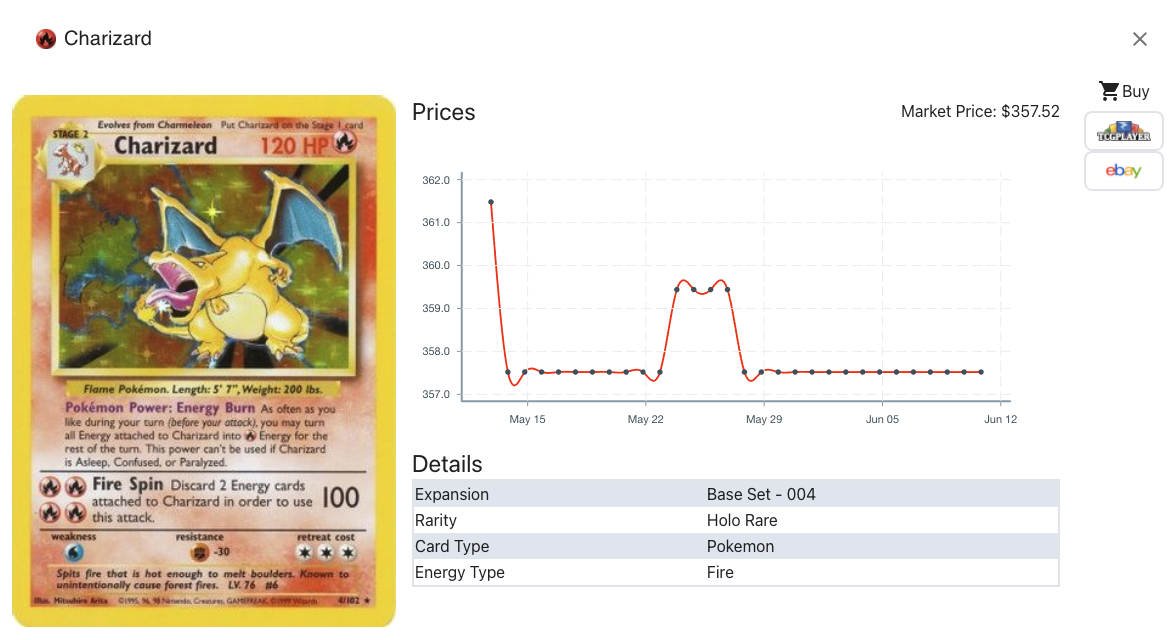 Charizard
Buy
Prices
Market Price: $357.52
TCGPLAYER
ebay
Evolves from Charmeleon Put Charizard on the Stage 1 card
STAGE 2
Charizard 120 HP
Flame Pokémon. Length: 5' 7", Weight: 200 lbs.
Pokémon Power: Energy Burn As often as you
like during your turn (before your attack), you may turn
all Energy attached to Charizard into Energy for the
rest of the turn. This power can't be used if Charizard
is Asleep, Confused, or Paralyzed.
Fire Spin Discard 2 Energy cards
attached to Charizard in order to use 100
this attack.
weakness resistance retreat cost
-30
Spits fire that is hot enough to melt boulders. Known to
unintentionally cause forest fires. LV. 76 #6
Illus. Mitsuhiro Arita ©1995, 96, 98 Nintendo, Creatures, GAMEFREAK. ©1999 Wizards. 4/102 ★
362.0
361.0
360.0
359.0
358.0
357.0
May 15 May 22 May 29 Jun 05 Jun 12
Details
Expansion Base Set - 004
Rarity Holo Rare
Card Type Pokemon
Energy Type Fire